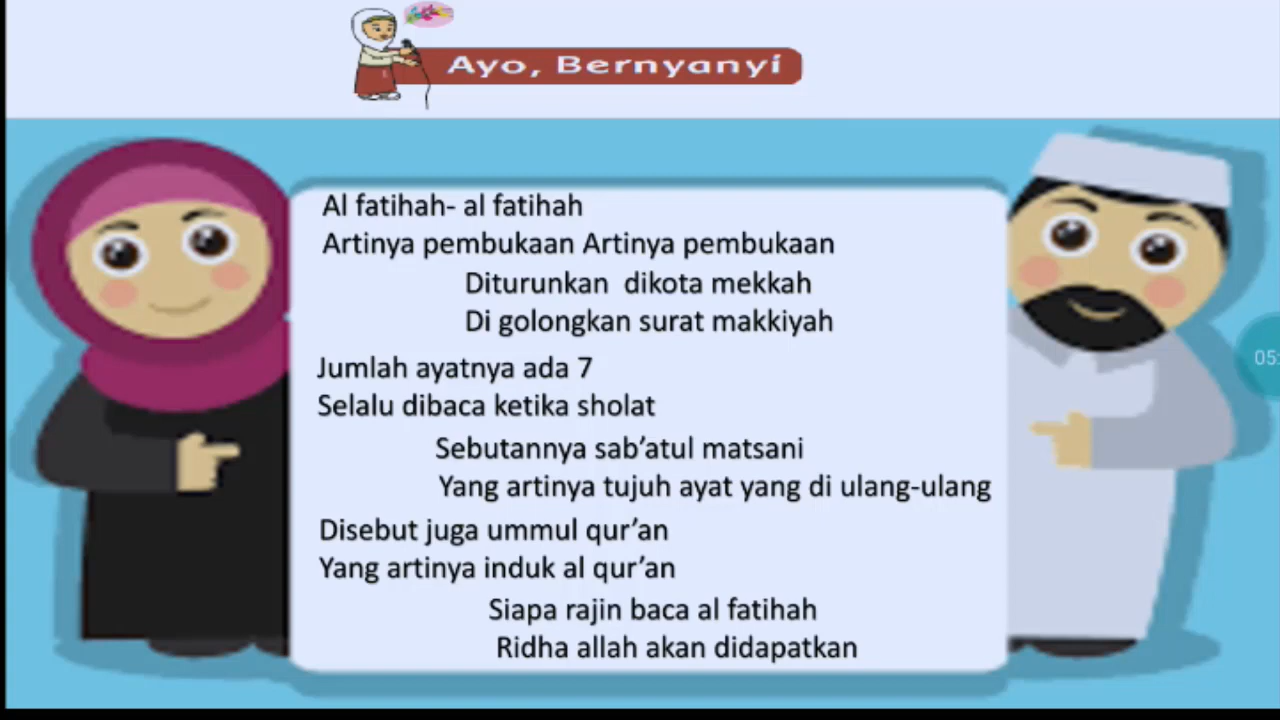 Ayo, Bernyanyi
Al fatihah- al fatihah
Artinya pembukaan Artinya pembukaan
Diturunkan dikota mekkah
Di golongkan surat makkiyah
Jumlah ayatnya ada 7
Selalu dibaca ketika sholat
Sebutannya sab’atul matsani
Yang artinya tujuh ayat yang di ulang-ulang
Disebut juga ummul qur’an
Yang artinya induk al qur’an
Siapa rajin baca al fatihah
Ridha allah akan didapatkan
05: